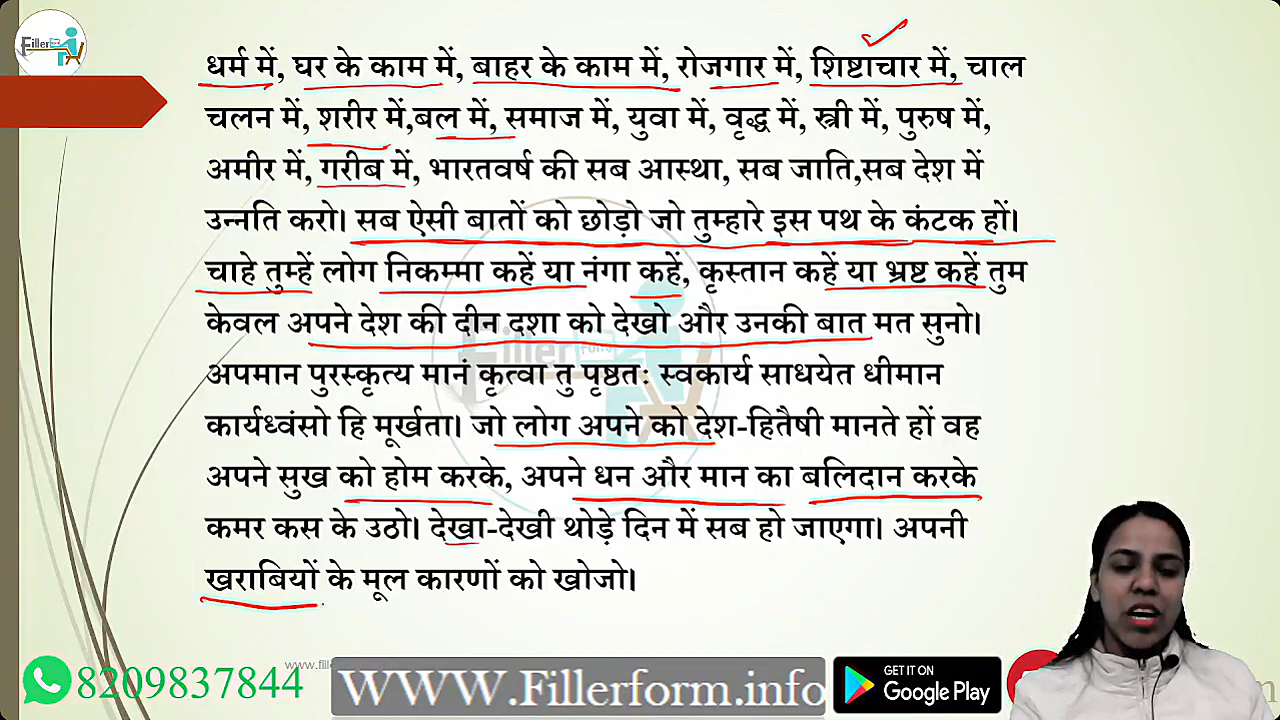 Filler Form
धर्म में, घर के काम में, बाहर के काम में, रोजगार में, शिष्टाचार में, चाल
चलन में, शरीर में,बल में, समाज में, युवा में, वृद्ध में, स्त्री में, पुरुष में,
अमीर में, गरीब में, भारतवर्ष की सब आस्था, सब जाति,सब देश में
उन्नति करो। सब ऐसी बातों को छोड़ो जो तुम्हारे इस पथ के कंटक हों।
चाहे तुम्हें लोग निकम्मा कहें या नंगा कहें, कृस्तान कहें या भ्रष्ट कहें तुम
केवल अपने देश की दीन दशा को देखो और उनकी बात मत सुनो।
अपमान पुरस्कृत्य मानं कृत्वा तु पृष्ठतः स्वकार्य साधयेत धीमान
कार्यध्वंसो हि मूर्खता। जो लोग अपने को देश-हितैषी मानते हों वह
अपने सुख को होम करके, अपने धन और मान का बलिदान करके
कमर कस के उठो। देखा-देखी थोड़े दिन में सब हो जाएगा। अपनी
खराबियों के मूल कारणों को खोजो।
8209837844
WWW.Fillerform.info
GET IT ON
Google Play